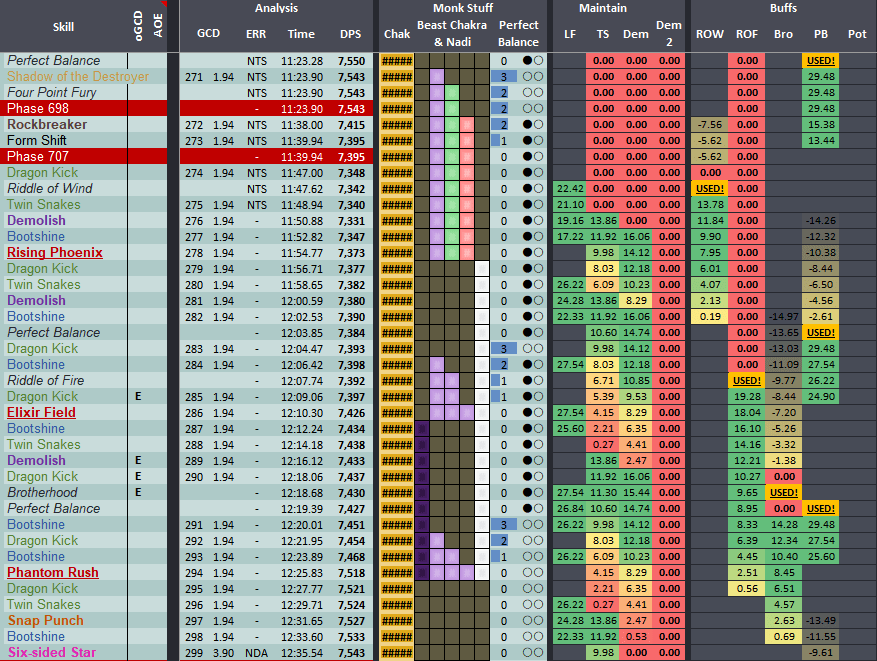 Analysis Monk Stuff Maintain Buffs
Skill oGCD AOE GCD ERR Time DPS Chak Beast Chakra & Nadi Perfect Balance LF TS Dem Dem 2 ROW ROF Bro PB Pot
Perfect Balance NTS 11:23.28 7,550 ##### 0 0.00 0.00 0.00 0.00 USED!
Shadow of the Destroyer 271 1.94 NTS 11:23.90 7,543 ##### 3 0.00 0.00 0.00 0.00 29.48
Four Point Fury NTS 11:23.90 7,543 ##### 2 0.00 0.00 0.00 0.00 29.48
Phase 698 - 11:23.90 7,543 ##### 2 0.00 0.00 0.00 0.00 29.48
Rockbreaker 272 1.94 NTS 11:38.00 7,415 ##### 2 0.00 0.00 0.00 -7.56 0.00 15.38
Form Shift 273 1.94 NTS 11:39.94 7,395 ##### 1 0.00 0.00 0.00 -5.62 0.00 13.44
Phase 707 - 11:39.94 7,395 ##### 0 0.00 0.00 0.00 -5.62 0.00
Dragon Kick 274 1.94 NTS 11:47.00 7,348 ##### 0 0.00 0.00 0.00 0.00 0.00
Riddle of Wind NTS 11:47.62 7,342 ##### 0 22.42 0.00 0.00 0.00 USED! 0.00
Twin Snakes 275 1.94 NTS 11:48.94 7,340 ##### 0 21.10 0.00 0.00 0.00 13.78 0.00
Demolish 276 1.94 - 11:50.88 7,331 ##### 0 19.16 13.86 0.00 0.00 11.84 0.00 -14.26
Bootshine 277 1.94 - 11:52.82 7,347 ##### 0 17.22 11.92 16.06 0.00 9.90 0.00 -12.32
Rising Phoenix 278 1.94 - 11:54.77 7,373 ##### 0 9.98 14.12 0.00 7.95 0.00 -10.38
Dragon Kick 279 1.94 - 11:56.71 7,377 ##### 0 8.03 12.18 0.00 6.01 0.00 -8.44
Twin Snakes 280 1.94 - 11:58.65 7,382 ##### 0 26.22 6.09 10.23 0.00 4.07 0.00 -6.50
Demolish 281 1.94 - 12:00.59 7,380 ##### 0 24.28 13.86 8.29 0.00 2.13 0.00 -4.56
Bootshine 282 1.94 - 12:02.53 7,390 ##### 0 22.33 11.92 16.06 0.00 0.19 0.00 -14.97 -2.61
Perfect Balance - 12:03.85 7,384 ##### 0 10.60 14.74 0.00 0.00 -13.65 USED!
Dragon Kick 283 1.94 - 12:04.47 7,393 ##### 3 9.98 14.12 0.00 0.00 -13.03 29.48
Bootshine 284 1.94 - 12:06.42 7,398 ##### 2 27.54 8.03 12.18 0.00 0.00 -11.09 27.54
Riddle of Fire - 12:07.74 7,392 ##### 1 6.71 10.85 0.00 USED! -9.77 26.22
Dragon Kick E 285 1.94 - 12:09.06 7,397 ##### 1 5.39 9.53 0.00 19.28 -8.44 24.90
Elixir Field 286 1.94 - 12:10.30 7,426 ##### 0 27.54 4.15 8.29 0.00 18.04 -7.20
Bootshine 287 1.94 - 12:12.24 7,434 ##### 0 25.60 2.21 6.35 0.00 16.10 -5.26
Twin Snakes 288 1.94 - 12:14.18 7,438 ##### 0 0.27 4.41 0.00 14.16 -3.32
Demolish E 289 1.94 - 12:16.12 7,433 ##### 0 13.86 2.47 0.00 12.21 -1.38
Dragon Kick E 290 1.94 - 12:18.06 7,437 ##### 0 11.92 16.06 0.00 10.27 0.00
Brotherhood E - 12:18.68 7,430 ##### 0 27.54 11.30 15.44 0.00 9.65 USED!
Perfect Balance - 12:19.39 7,427 ##### 0 26.84 10.60 14.74 0.00 8.95 0.00 USED!
Bootshine 291 1.94 - 12:20.01 7,451 ##### 3 26.22 9.98 14.12 0.00 8.33 14.28 29.48
Dragon Kick 292 1.94 - 12:21.95 7,454 ##### 2 8.03 12.18 0.00 6.39 12.34 27.54
Bootshine 293 1.94 - 12:23.89 7,468 ##### 1 26.22 6.09 10.23 0.00 4.45 10.40 25.60
Phantom Rush 294 1.94 - 12:25.83 7,518 ##### 0 4.15 8.29 0.00 2.51 8.45
Dragon Kick 295 1.94 - 12:27.77 7,521 ##### 0 2.21 6.35 0.00 0.56 6.51
Twin Snakes 296 1.94 - 12:29.71 7,524 ##### 0 26.22 0.27 4.41 0.00 4.57
Snap Punch 297 1.94 - 12:31.65 7,527 ##### 0 24.28 13.86 2.47 0.00 2.63 -13.49
Bootshine 298 1.94 - 12:33.60 7,533 ##### 0 22.33 11.92 0.53 0.00 0.69 -11.55
Six-sided Star 299 3.90 NDA 12:35.54 7,543 ##### 0 9.98 0.00 0.00 -9.61